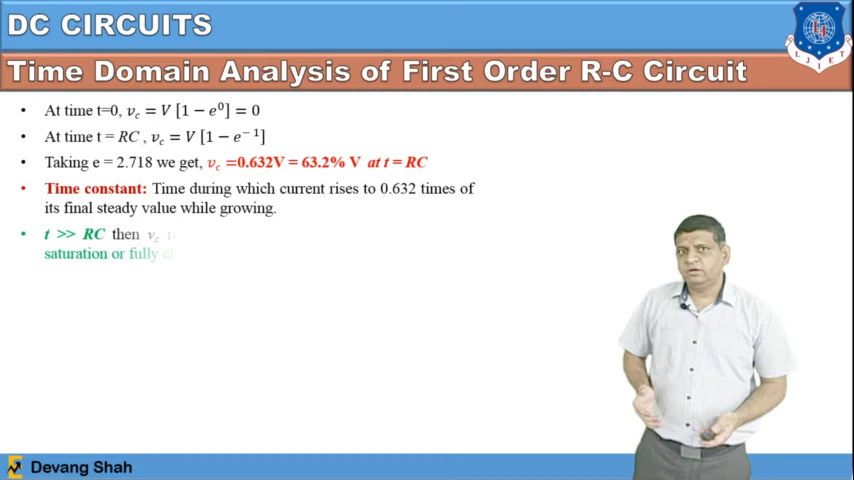 DC CIRCUITS
Time Domain Analysis of First Order R-C Circuit
• At time t=0, v_c = V [1 − e⁰] = 0
• At time t = RC , v_c = V [1 − e⁻¹]
• Taking e = 2.718 we get, v_c =0.632V = 63.2% V at t = RC
• Time constant: Time during which current rises to 0.632 times of
its final steady value while growing.
• t >> RC then v_c
saturation or fully
LJIET
Devang Shah